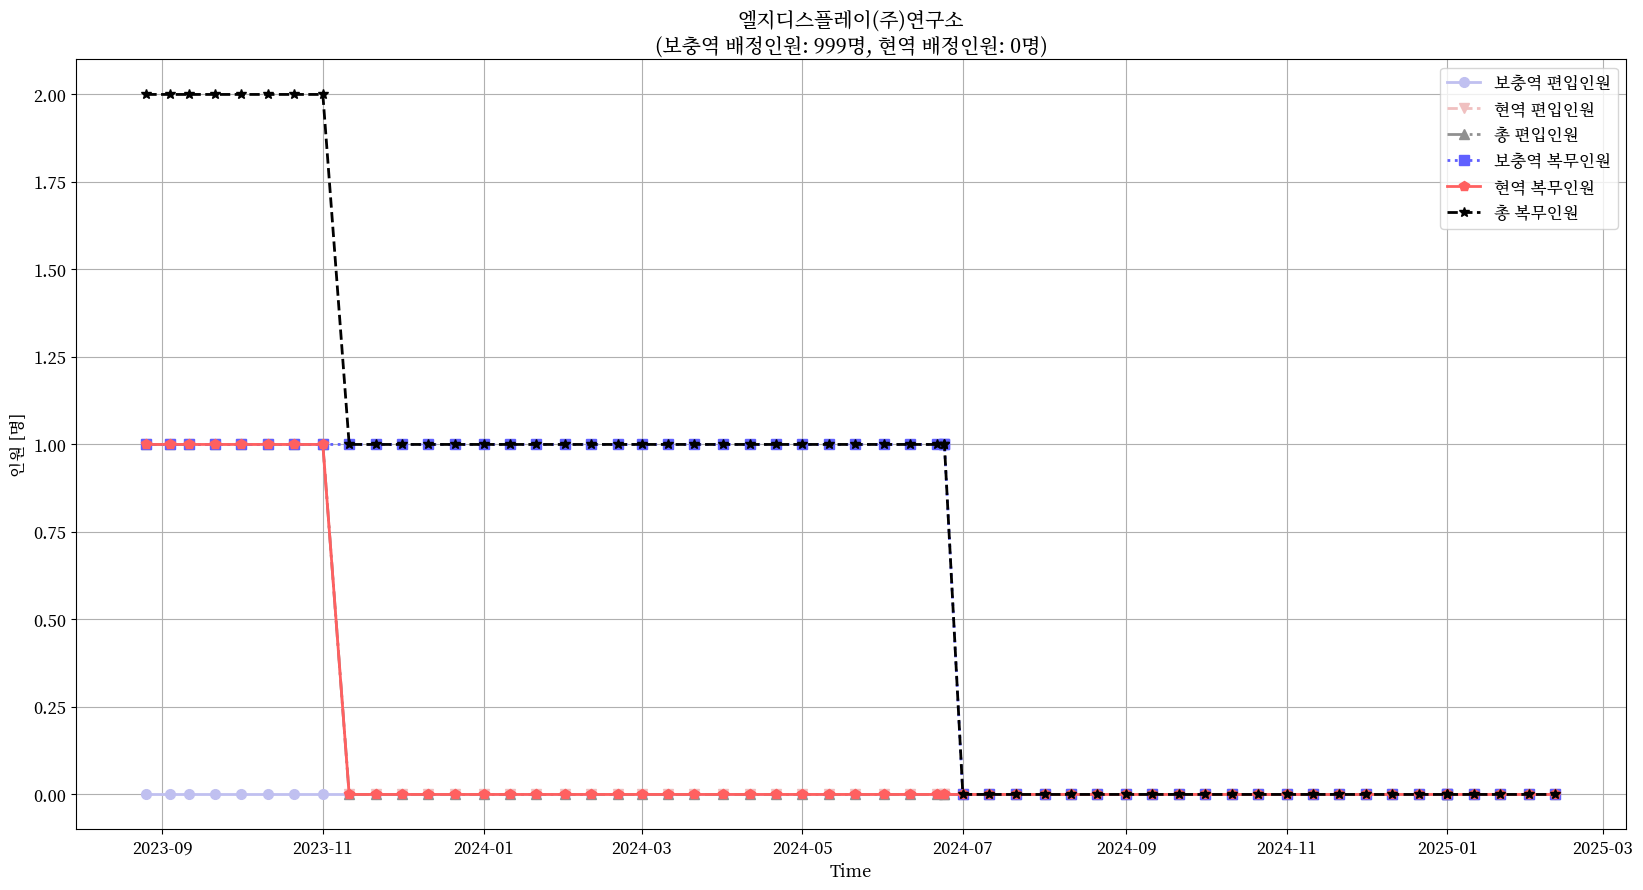 엘지디스플레이(주)연구소
(보충역 배정인원: 999명, 현역 배정인원: 0명)
보충역 편입인원
현역 편입인원
총 편입인원
보충역 복무인원
현역 복무인원
총 복무인원
인원 [명]
2.00
1.75
1.50
1.25
1.00
0.75
0.50
0.25
0.00
2023-09 2023-11 2024-01 2024-03 2024-05 2024-07 2024-09 2024-11 2025-01 2025-03
Time